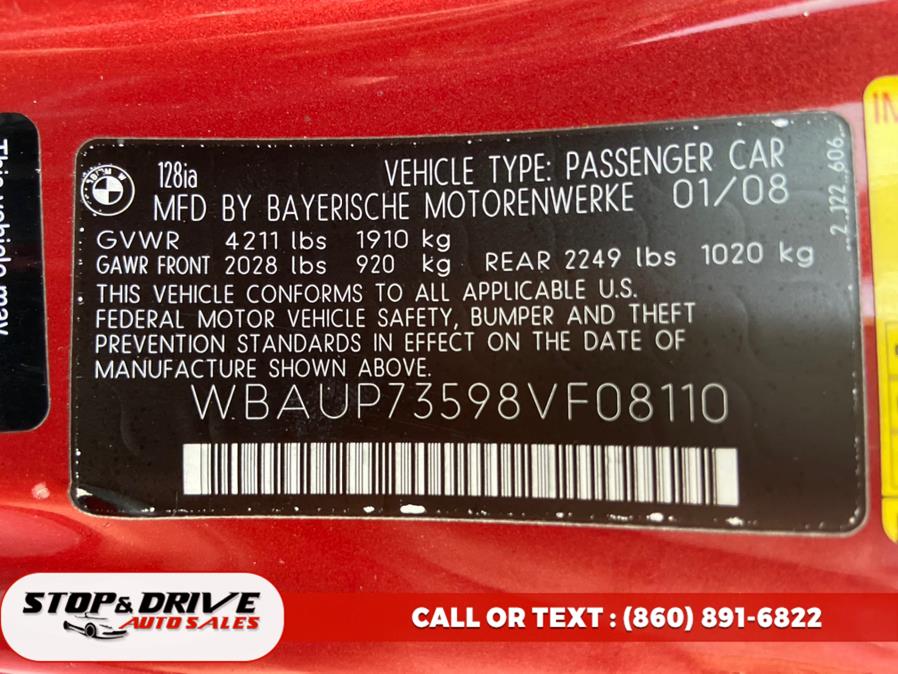 128ia VEHICLE TYPE: PASSENGER CAR
MFD BY BAYERISCHE MOTORENWERKE 01/08
GVWR 4211 lbs 1910 kg
GAWR FRONT 2028 lbs 920 kg REAR 2249 lbs 1020 kg
THIS VEHICLE CONFORMS TO ALL APPLICABLE U.S.
FEDERAL MOTOR VEHICLE SAFETY, BUMPER AND THEFT
PREVENTION STANDARDS IN EFFECT ON THE DATE OF
MANUFACTURE SHOWN ABOVE.
WBAUP73598VF08110
This vehicle may
STOP & DRIVE
AUTO SALES
CALL OR TEXT : (860) 891-6822